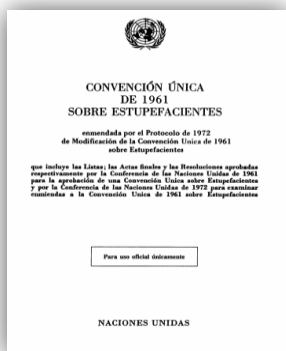 CONVENCIÓN ÚNICA
DE 1961
SOBRE ESTUPEFACIENTES
enmendada por el Protocolo de 1972
de Modificación de la Convención Unica de 1961
sobre Estupefacientes
que incluye las Listas; las Actas finales y las Resoluciones aprobadas
respectivamente por la Conferencia de las Naciones Unidas de 1961
para la aprobación de una Convención Unica sobre Estupefacientes
y por la Conferencia de las Naciones Unidas de 1972 para examinar
enmiendas a la Convención Unica de 1961 sobre Estupefacientes
Para uso oficial únicamente
NACIONES UNIDAS